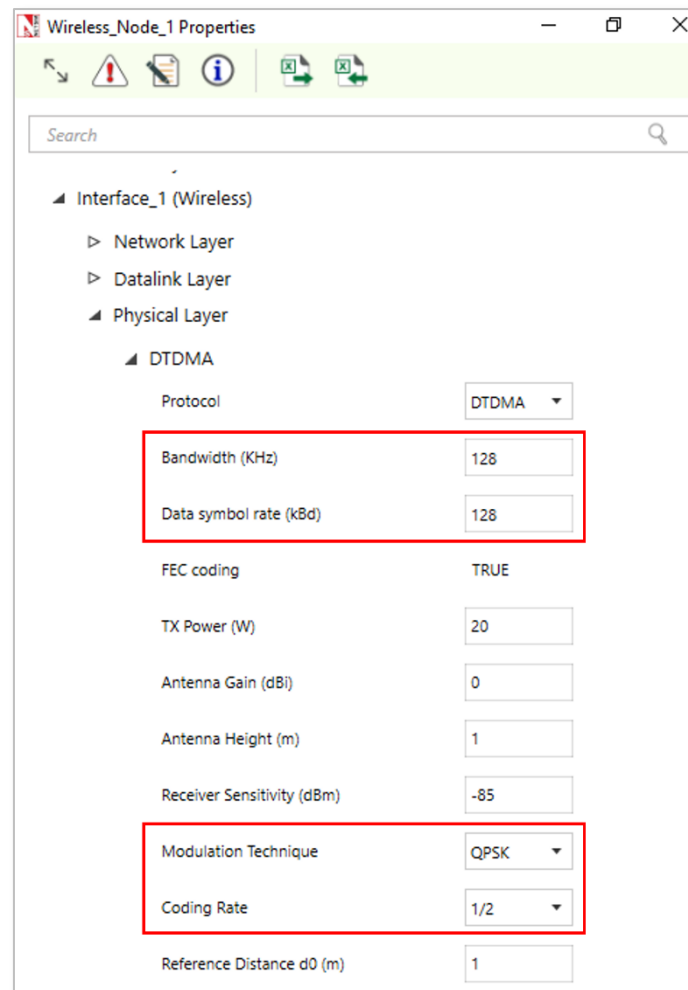 Wireless_Node_1 Properties
Search
Interface_1 (Wireless)
Network Layer
Datalink Layer
Physical Layer
DTDMA
Protocol DTDMA
Bandwidth (KHz) 128
Data symbol rate (kBd) 128
FEC coding TRUE
TX Power (W) 20
Antenna Gain (dBi) 0
Antenna Height (m) 1
Receiver Sensitivity (dBm) -85
Modulation Technique QPSK
Coding Rate 1/2
Reference Distance d0 (m) 1